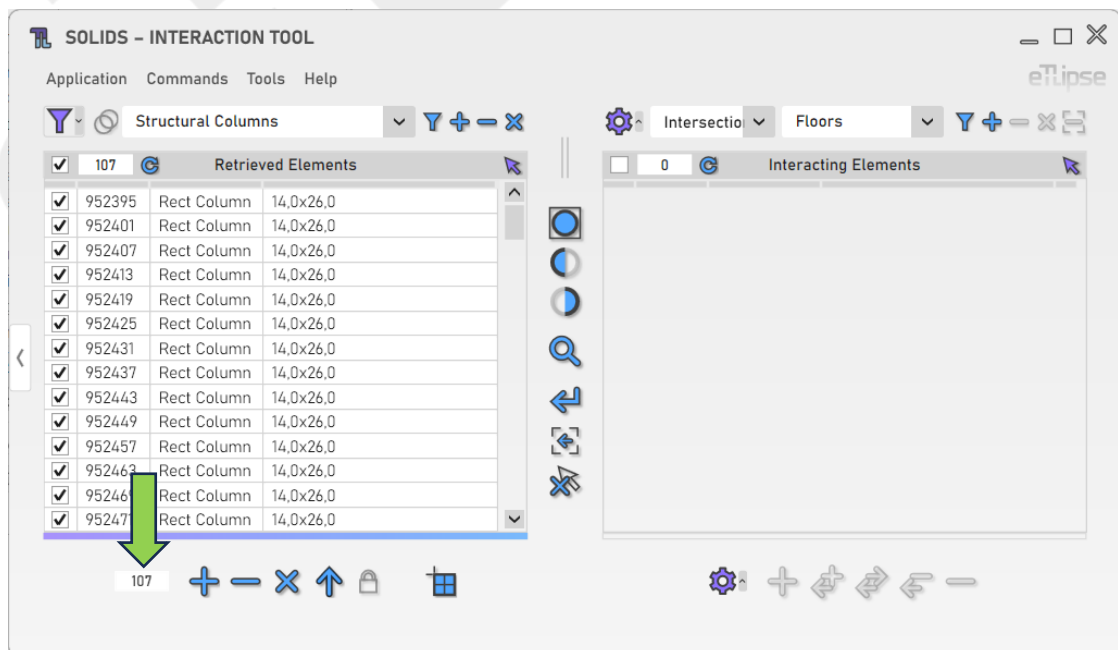 SOLIDS – INTERACTION TOOL
Application Commands Tools Help
Structural Columns
Intersectio
Floors
107 Retrieved Elements
0 Interacting Elements
952395 Rect Column 14,0x26,0
952401 Rect Column 14,0x26,0
952407 Rect Column 14,0x26,0
952413 Rect Column 14,0x26,0
952419 Rect Column 14,0x26,0
952425 Rect Column 14,0x26,0
952431 Rect Column 14,0x26,0
952437 Rect Column 14,0x26,0
952443 Rect Column 14,0x26,0
952449 Rect Column 14,0x26,0
952457 Rect Column 14,0x26,0
952463 Rect Column 14,0x26,0
Rect Column 14,0x26,0
Rect Column 14,0x26,0
107